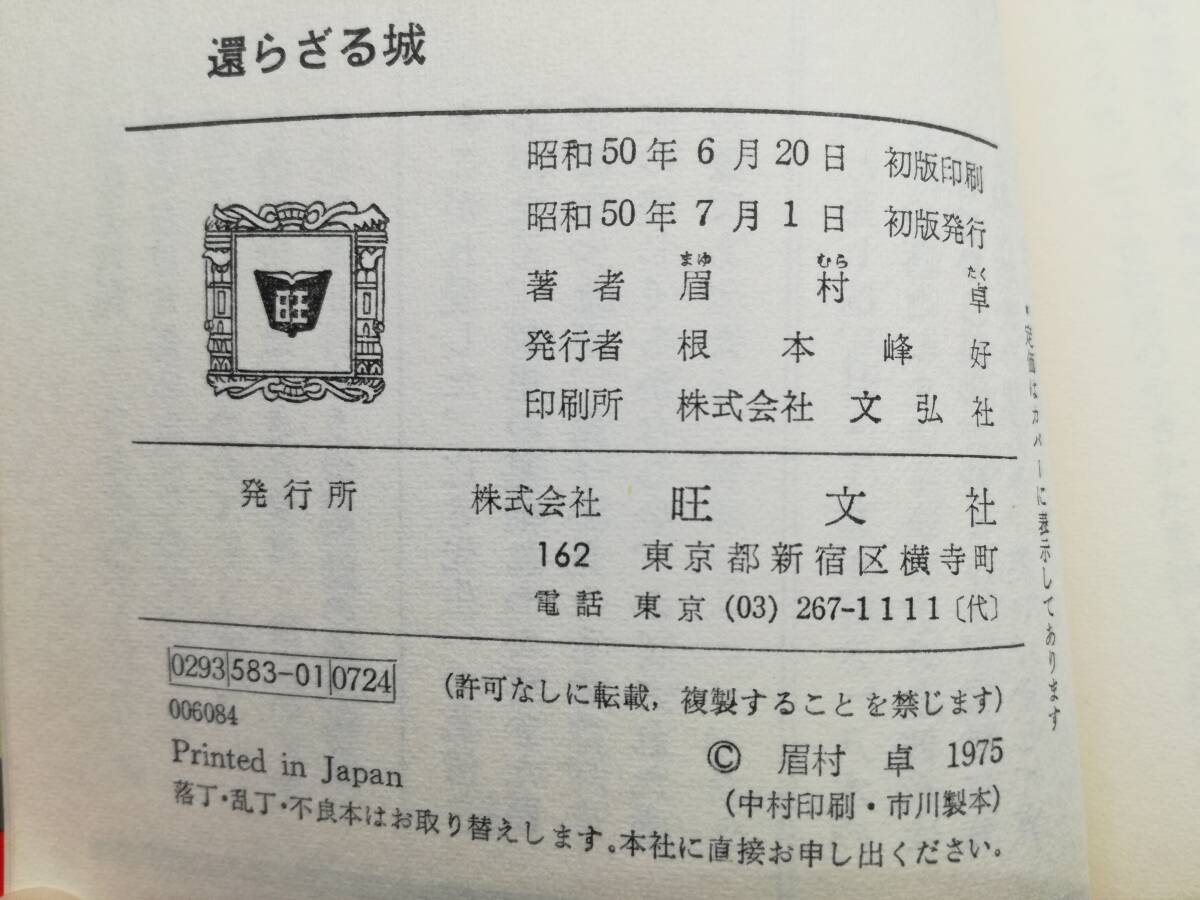 還らざる城
昭和50年6月20日 初版印刷
昭和50年7月1日 初版発行
著者 眉村卓
まゆ むら たく
発行者 根本峰好
印刷所 株式会社 文弘社
旺
発行所 株式会社 旺文社
162 東京都新宿区横寺町
電話 東京 (03) 267-1111〔代〕
定価はカバーに表示してあります
0293 583-01 0724
006084
(許可なしに転載, 複製することを禁じます)
Printed in Japan
© 眉村 卓 1975
(中村印刷・市川製本)
落丁・乱丁・不良本はお取り替えします。本社に直接お申し出ください。